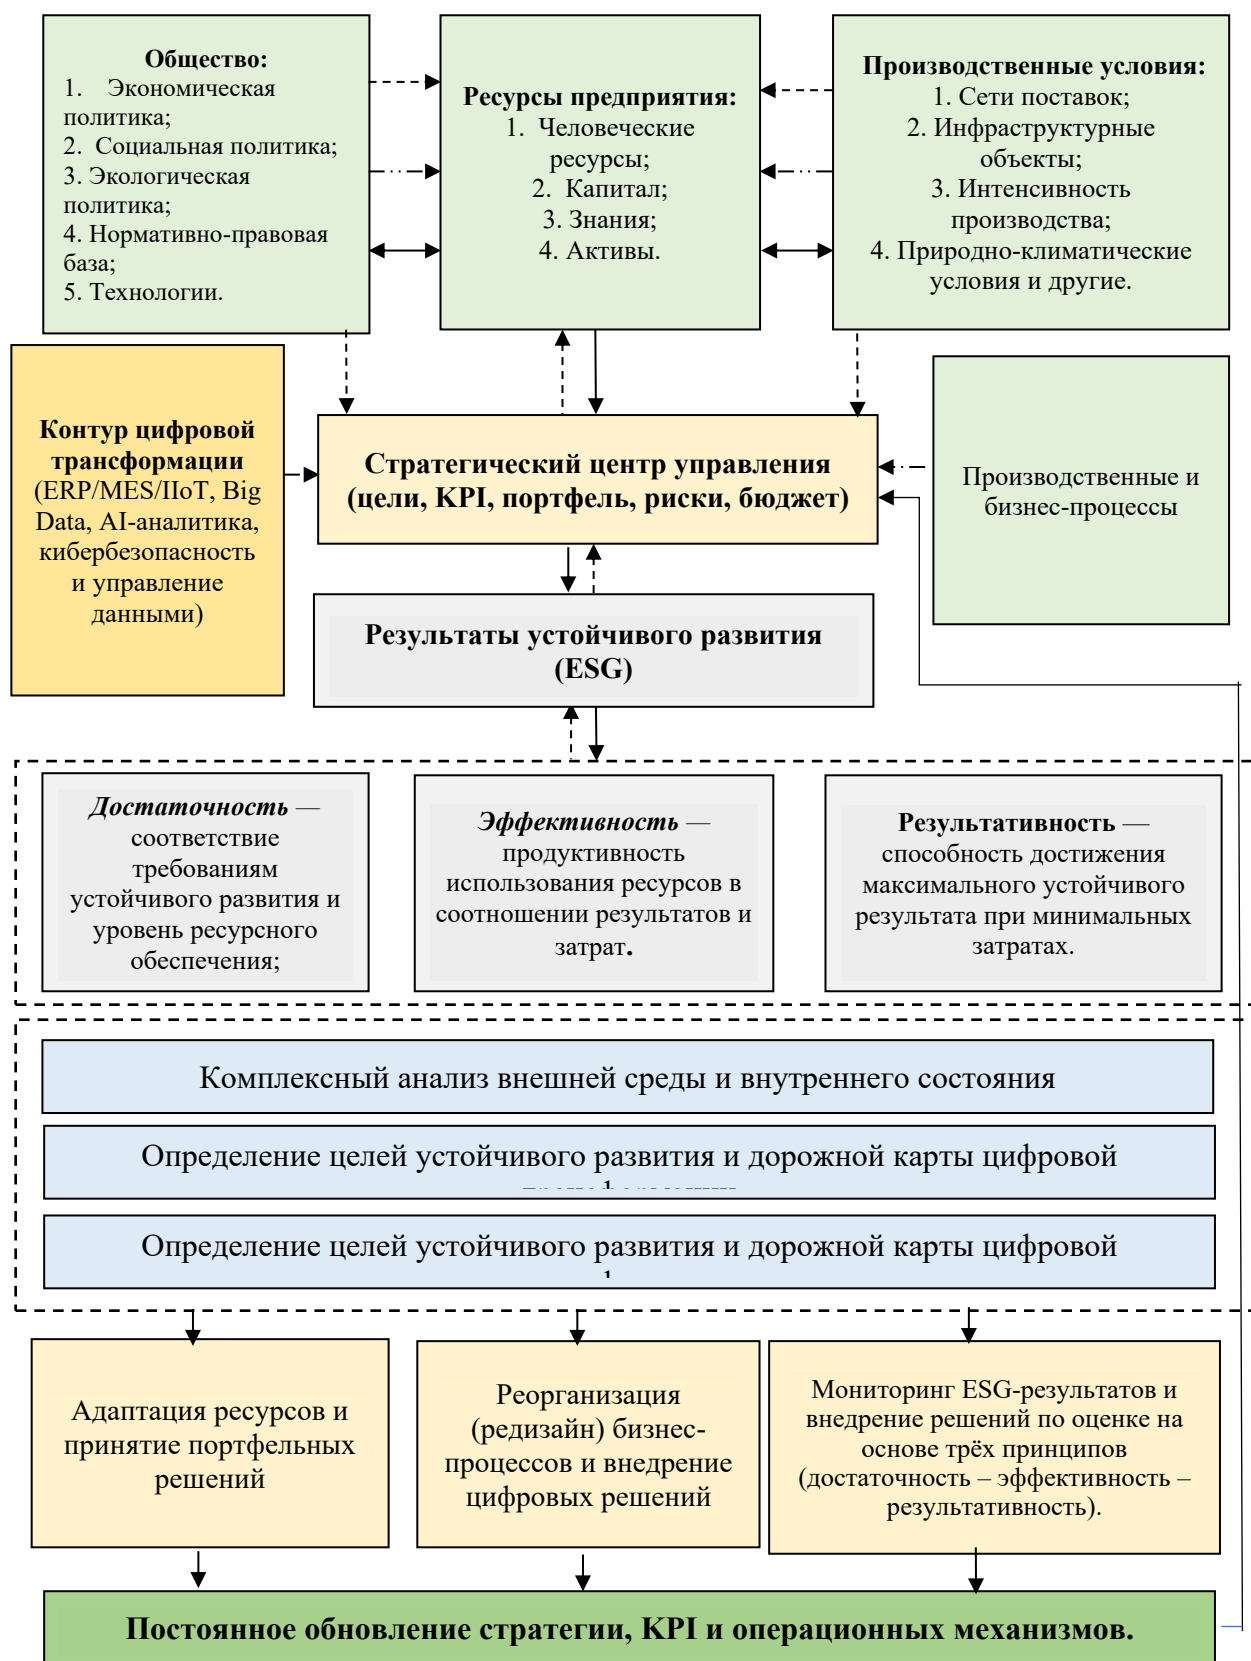 Общество:
1. Экономическая
политика;
2. Социальная политика;
3. Экологическая
политика;
4. Нормативно-правовая
база;
5. Технологии.
Ресурсы предприятия:
1. Человеческие
ресурсы;
2. Капитал;
3. Знания;
4. Активы.
Производственные условия:
1. Сети поставок;
2. Инфраструктурные
объекты;
3. Интенсивность
производства;
4. Природно-климатические
условия и другие.
Контур цифровой
трансформации
(ERP/MES/IIoT, Big
Data, AI-аналитика,
кибербезопасность
и управление
данными)
Стратегический центр управления
(цели, KPI, портфель, риски, бюджет)
Производственные и
бизнес-процессы
Результаты устойчивого развития
(ESG)
Достаточность —
соответствие
требованиям
устойчивого развития и
уровень ресурсного
обеспечения;
Эффективность —
продуктивность
использования ресурсов в
соотношении результатов и
затрат.
Результативность —
способность достижения
максимального устойчивого
результата при минимальных
затратах.
Комплексный анализ внешней среды и внутреннего состояния
Определение целей устойчивого развития и дорожной карты цифровой
Определение целей устойчивого развития и дорожной карты цифровой
Адаптация ресурсов и
принятие портфельных
решений
Реорганизация
(редизайн) бизнес-
процессов и внедрение
цифровых решений
Мониторинг ESG-результатов и
внедрение решений по оценке на
основе трёх принципов
(достаточность – эффективность –
результативность).
Постоянное обновление стратегии, KPI и операционных механизмов.